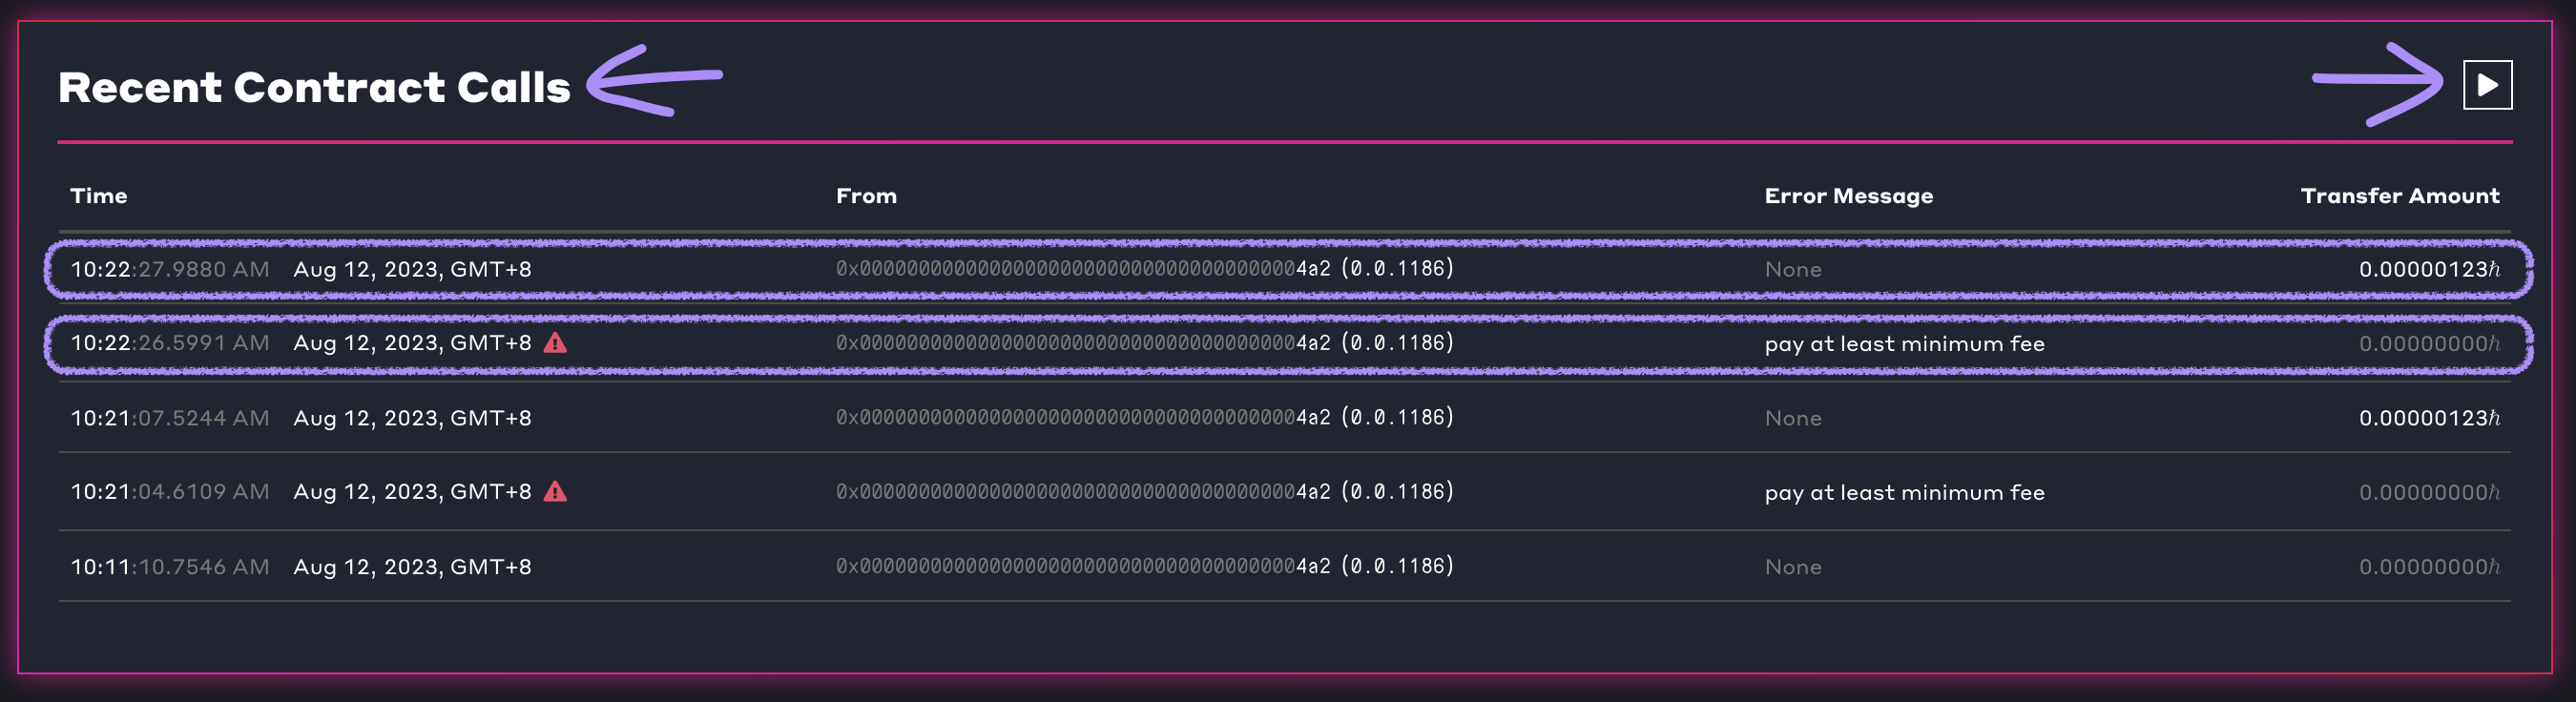 Recent Contract Calls
Time From Error Message Transfer Amount
10:22:27.9880 AM Aug 12, 2023, GMT+8 0x00000000000000000000000000000000000004a2 (0.0.1186) None 0.00000123ℏ
10:22:26.5991 AM Aug 12, 2023, GMT+8 0x00000000000000000000000000000000000004a2 (0.0.1186) pay at least minimum fee 0.00000000ℏ
10:21:07.5244 AM Aug 12, 2023, GMT+8 0x00000000000000000000000000000000000004a2 (0.0.1186) None 0.00000123ℏ
10:21:04.6109 AM Aug 12, 2023, GMT+8 0x00000000000000000000000000000000000004a2 (0.0.1186) pay at least minimum fee 0.00000000ℏ
10:11:10.7546 AM Aug 12, 2023, GMT+8 0x00000000000000000000000000000000000004a2 (0.0.1186) None 0.00000000ℏ